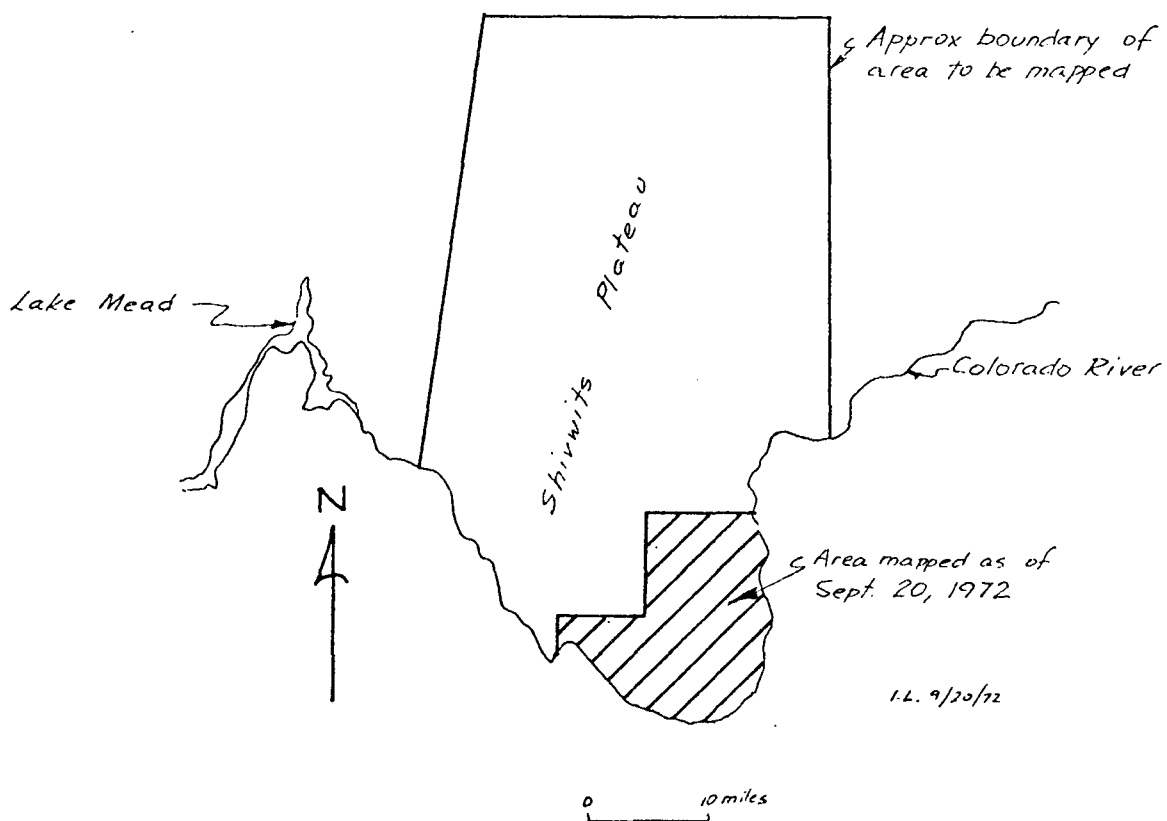 Approx boundary of
area to be mapped
Shivwits Plateau
Lake Mead
Colorado River
N
Area mapped as of
Sept. 20, 1972
I.L. 9/20/72
0 10 miles